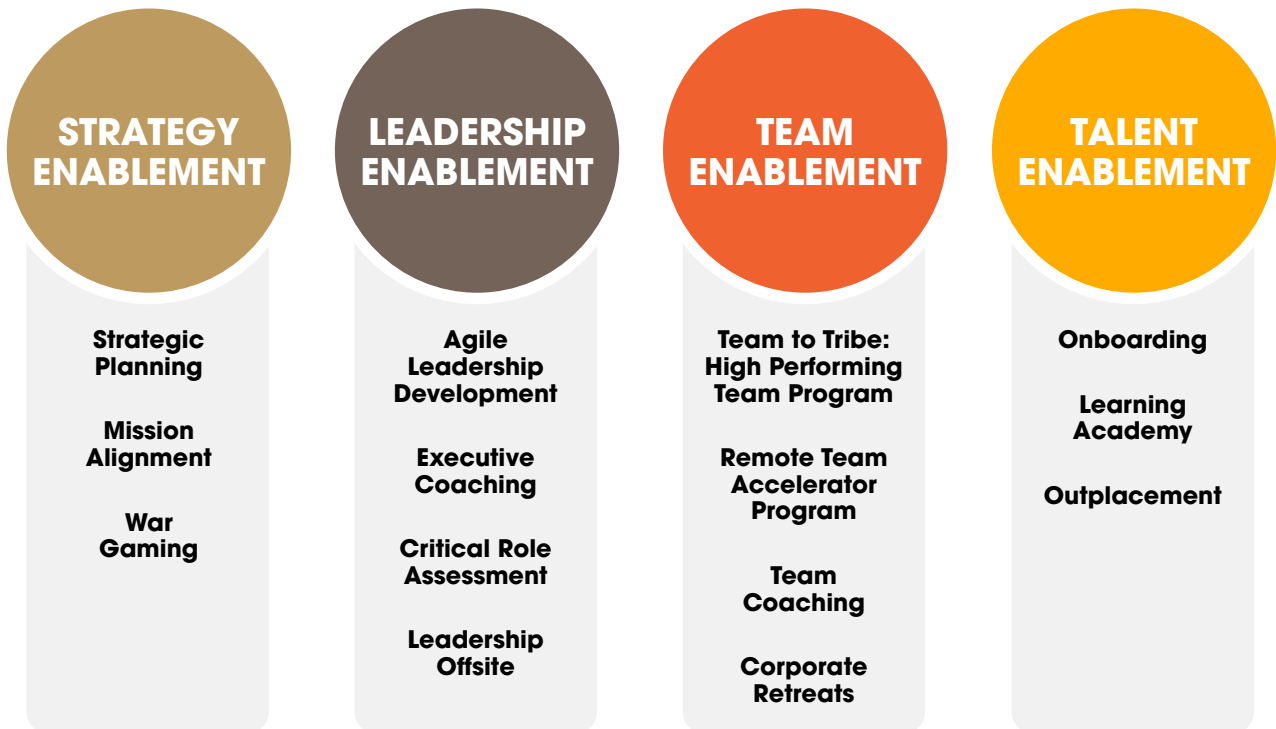 STRATEGY
ENABLEMENT
Strategic
Planning
Mission
Alignment
War
Gaming
LEADERSHIP
ENABLEMENT
Agile
Leadership
Development
Executive
Coaching
Critical Role
Assessment
Leadership
Offsite
TEAM
ENABLEMENT
Team to Tribe:
High Performing
Team Program
Remote Team
Accelerator
Program
Team
Coaching
Corporate
Retreats
TALENT
ENABLEMENT
Onboarding
Learning
Academy
Outplacement